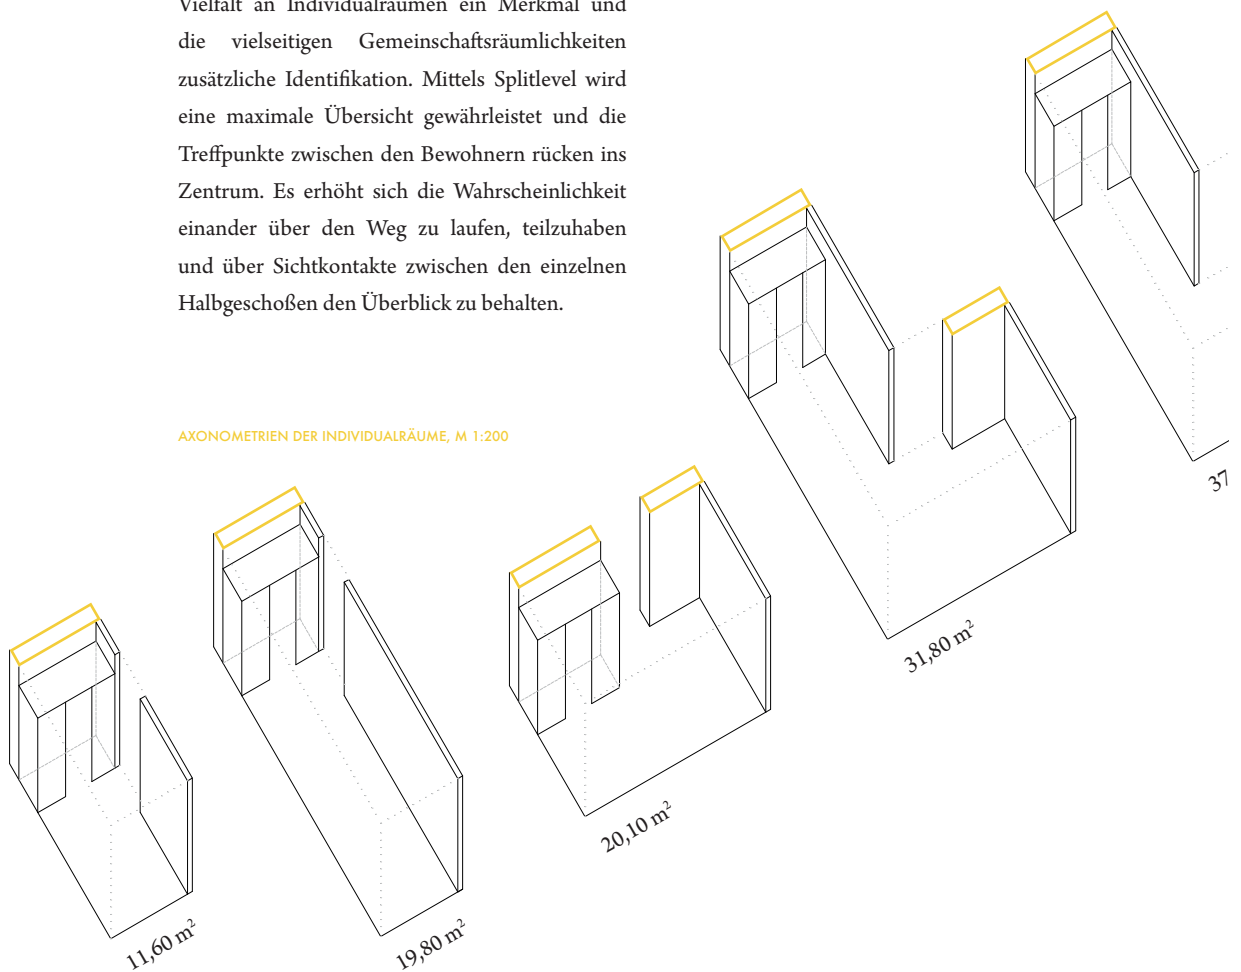 Vielfalt an Individualräumen ein Merkmal und
die vielseitigen Gemeinschaftsräumlichkeiten
zusätzliche Identifikation. Mittels Splitlevel wird
eine maximale Übersicht gewährleistet und die
Treffpunkte zwischen den Bewohnern rücken ins
Zentrum. Es erhöht sich die Wahrscheinlichkeit
einander über den Weg zu laufen, teilzuhaben
und über Sichtkontakte zwischen den einzelnen
Halbgeschoßen den Überblick zu behalten.
AXONOMETRIEN DER INDIVIDUALRÄUME, M 1:200
11,60 m²
19,80 m²
20,10 m²
31,80 m²
37